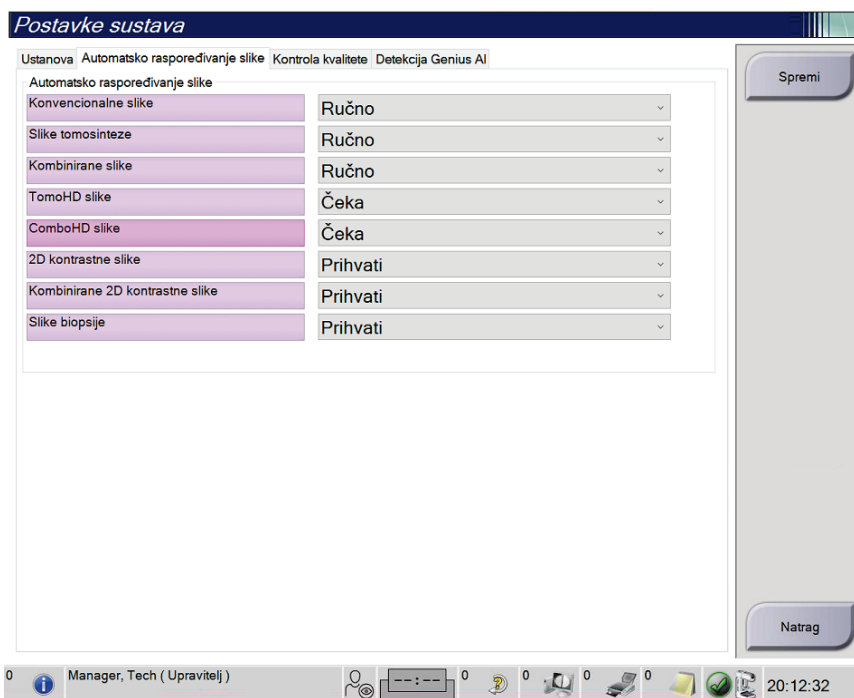 Postavke sustava
Ustanova Automatsko raspoređivanje slike Kontrola kvalitete Detekcija Genius AI
Spremi
Automatsko raspoređivanje slike
Konvencionalne slike Ručno
Slike tomosinteze Ručno
Kombinirane slike Ručno
TomoHD slike Čeka
ComboHD slike Čeka
2D kontrastne slike Prihvati
Kombinirane 2D kontrastne slike Prihvati
Slike biopsije Prihvati
Natrag
0 Manager, Tech ( Upravitelj ) --:-- 0 0 0 0 20:12:32